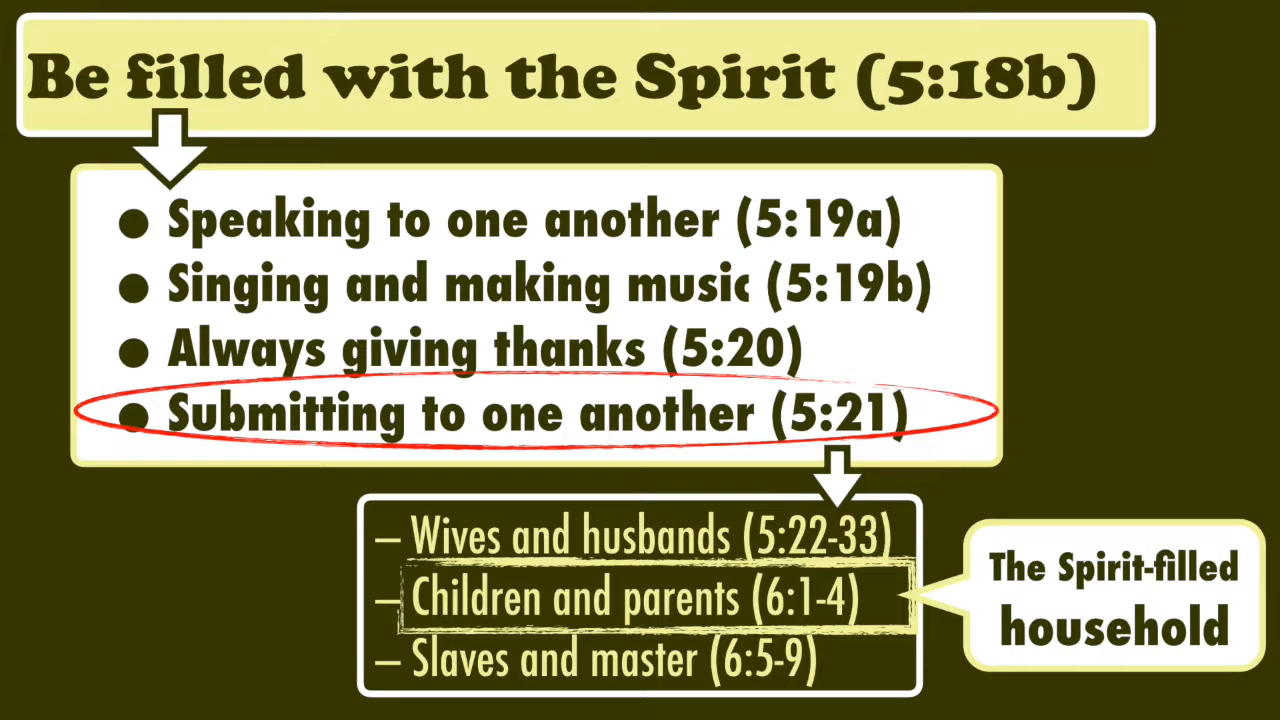 Be filled with the Spirit (5:18b)
● Speaking to one another (5:19a)
● Singing and making music (5:19b)
● Always giving thanks (5:20)
● Submitting to one another (5:21)
– Wives and husbands (5:22-33)
– Children and parents (6:1-4)
– Slaves and master (6:5-9)
The Spirit-filled
household